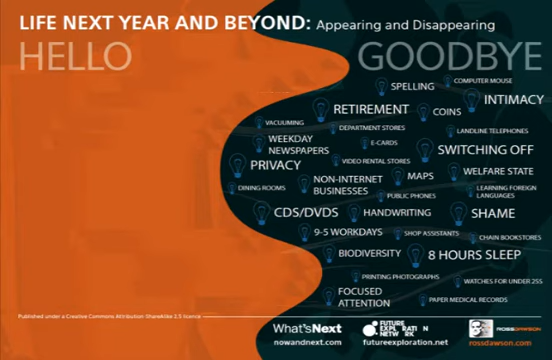 LIFE NEXT YEAR AND BEYOND: Appearing and Disappearing
HELLO
GOODBYE
SPELLING
COMPUTER MOUSE
INTIMACY
RETIREMENT
COINS
VACUUMING
DEPARTMENT STORES
LANDLINE TELEPHONES
WEEKDAY
NEWSPAPERS
E-CARDS
SWITCHING OFF
PRIVACY
VIDEO RENTAL STORES
MAPS
WELFARE STATE
DINING ROOMS
NON-INTERNET
BUSINESSES
PUBLIC PHONES
LEARNING FOREIGN
LANGUAGES
CDS/DVDS
HANDWRITING
SHAME
9-5 WORKDAYS
SHOP ASSISTANTS
CHAIN BOOKSTORES
BIODIVERSITY
8 HOURS SLEEP
PRINTING PHOTOGRAPHS
WATCHES FOR UNDER 25S
FOCUSED
ATTENTION
PAPER MEDICAL RECORDS
Published under a Creative Commons Attribution-ShareAlike 2.5 licence
What'sNext
nowandnext.com
FUTURE
EXPL RATI N
NETW RK
futureexploration.net
ROSSDAWSON
rossdawson.com